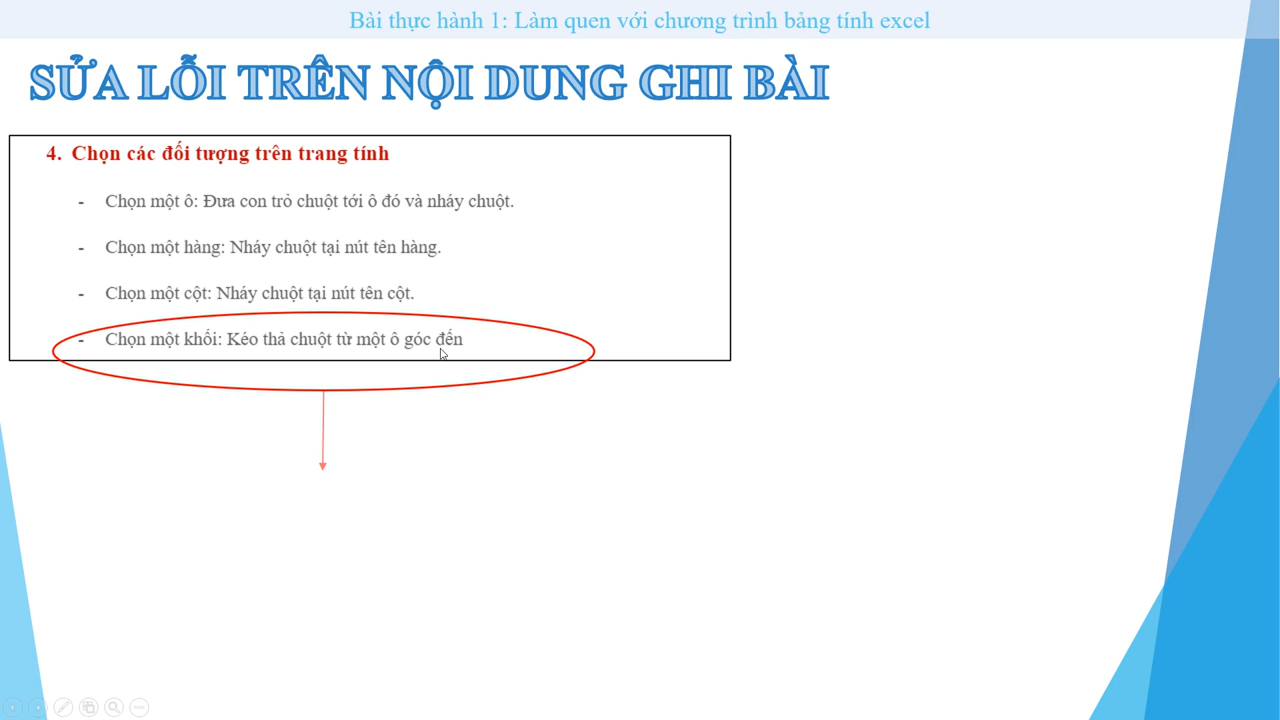 Bài thực hành 1: Làm quen với chương trình bảng tính excel
SỬA LỖI TRÊN NỘI DUNG GHI BÀI
4. Chọn các đối tượng trên trang tính
- Chọn một ô: Đưa con trỏ chuột tới ô đó và nháy chuột.
- Chọn một hàng: Nháy chuột tại nút tên hàng.
- Chọn một cột: Nháy chuột tại nút tên cột.
- Chọn một khối: Kéo thả chuột từ một ô góc đến